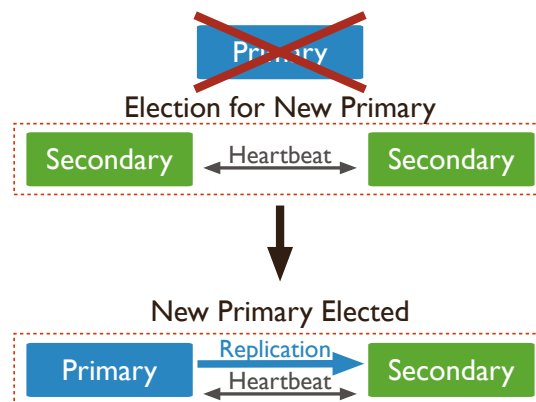 Primary
Election for New Primary
Secondary Heartbeat Secondary
New Primary Elected
Replication
Primary Secondary
Heartbeat